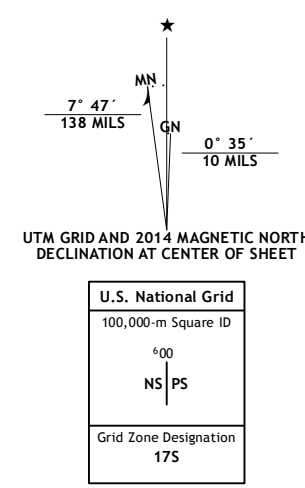 ★
MN
GN
7° 47´
138 MILS
0° 35´
10 MILS
UTM GRID AND 2014 MAGNETIC NORTH
DECLINATION AT CENTER OF SHEET
U.S. National Grid
100,000-m Square ID
⁶00
NS | PS
Grid Zone Designation
17S